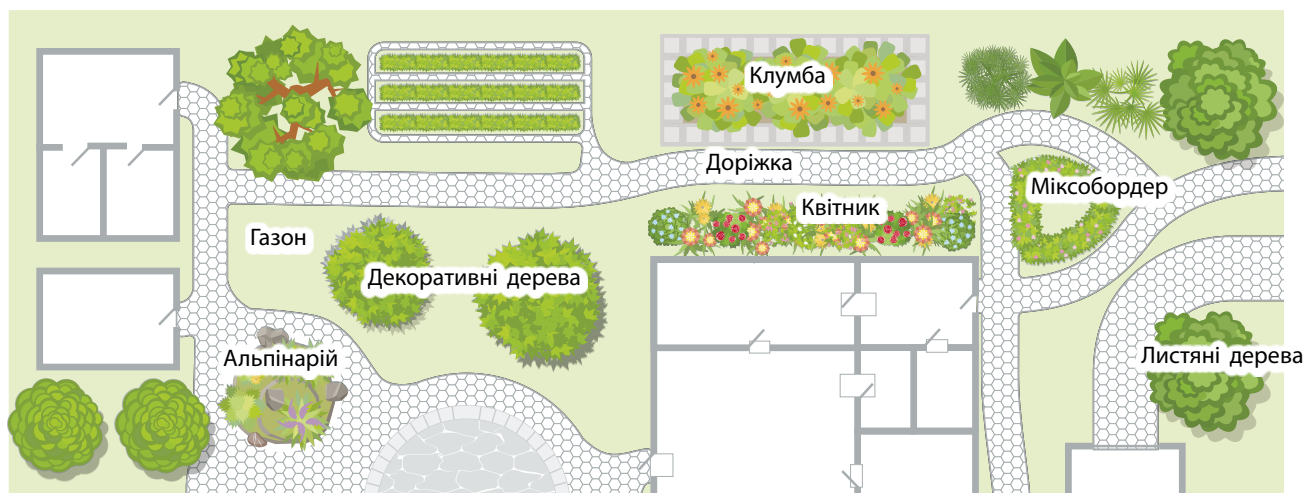 Клумба
Доріжка
Міксобордер
Квітник
Газон
Декоративні дерева
Альпінарій
Листяні дерева